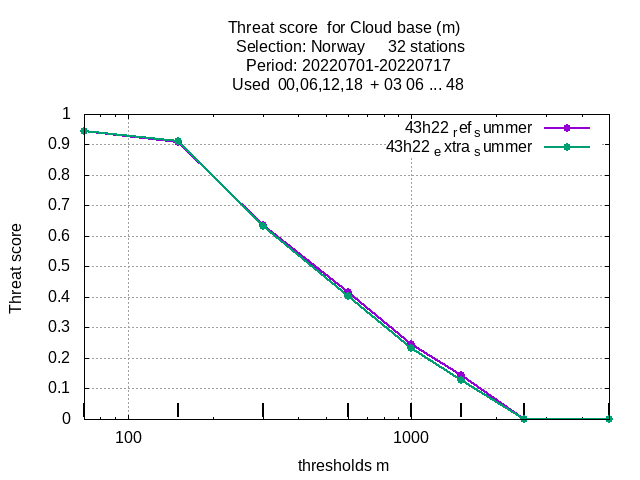 Threat score for Cloud base (m)
Selection: Norway 32 stations
Period: 20220701-20220717
Used 00,06,12,18 + 03 06 ... 48
43h22 ref summer
43h22 extra summer
1
0.9
0.8
0.7
0.6
0.5
0.4
0.3
0.2
0.1
0
Threat score
100 1000
thresholds m